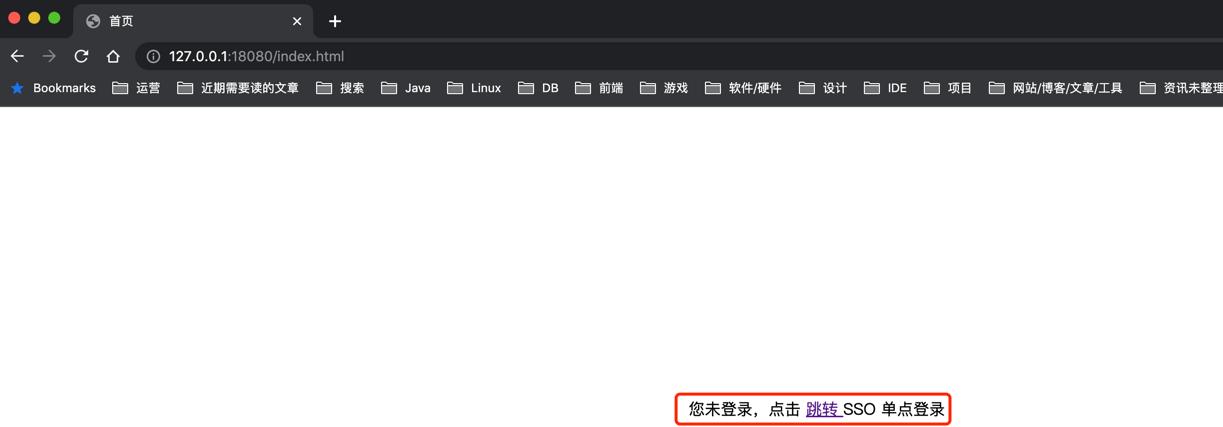 首页
127.0.0.1:18080/index.html
Bookmarks 运营 近期需要读的文章 搜索 Java Linux DB 前端 游戏 软件/硬件 设计 IDE 项目 网站/博客/文章/工具 资讯未整理
您未登录，点击 跳转 SSO 单点登录